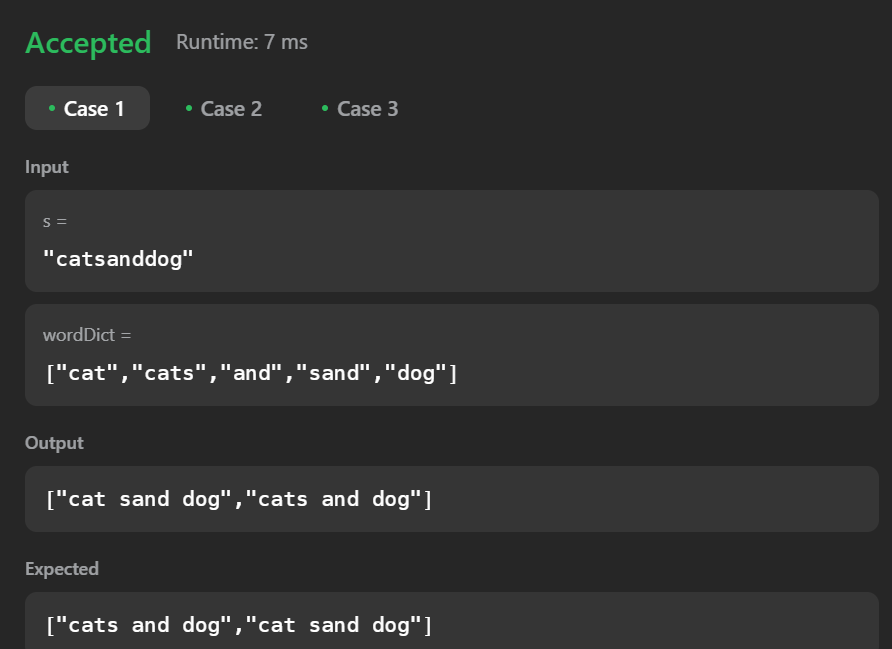 Accepted Runtime: 7 ms
Case 1 Case 2 Case 3
Input
s =
"catsanddog"
wordDict =
["cat","cats","and","sand","dog"]
Output
["cat sand dog","cats and dog"]
Expected
["cats and dog","cat sand dog"]